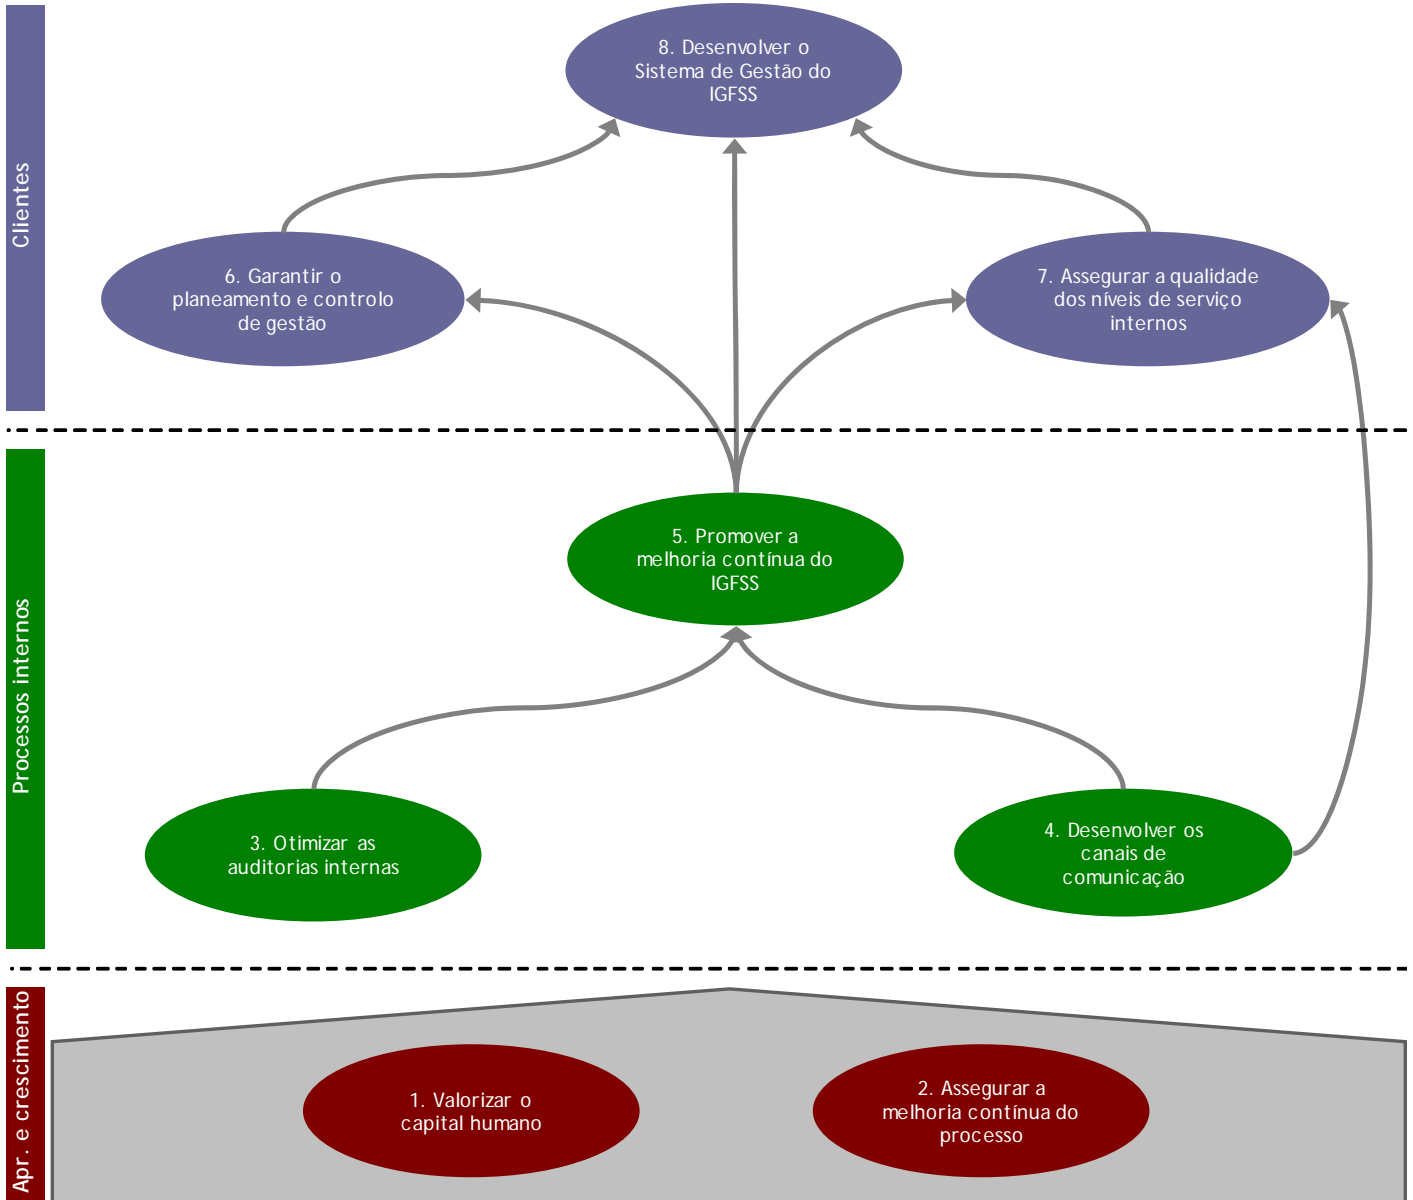 Clientes
8. Desenvolver o
Sistema de Gestão do
IGFSS
6. Garantir o
planeamento e controlo
de gestão
7. Assegurar a qualidade
dos níveis de serviço
internos
Processos internos
5. Promover a
melhoria contínua do
IGFSS
3. Otimizar as
auditorias internas
4. Desenvolver os
canais de
comunicação
Apr. e crescimento
1. Valorizar o
capital humano
2. Assegurar a
melhoria contínua do
processo